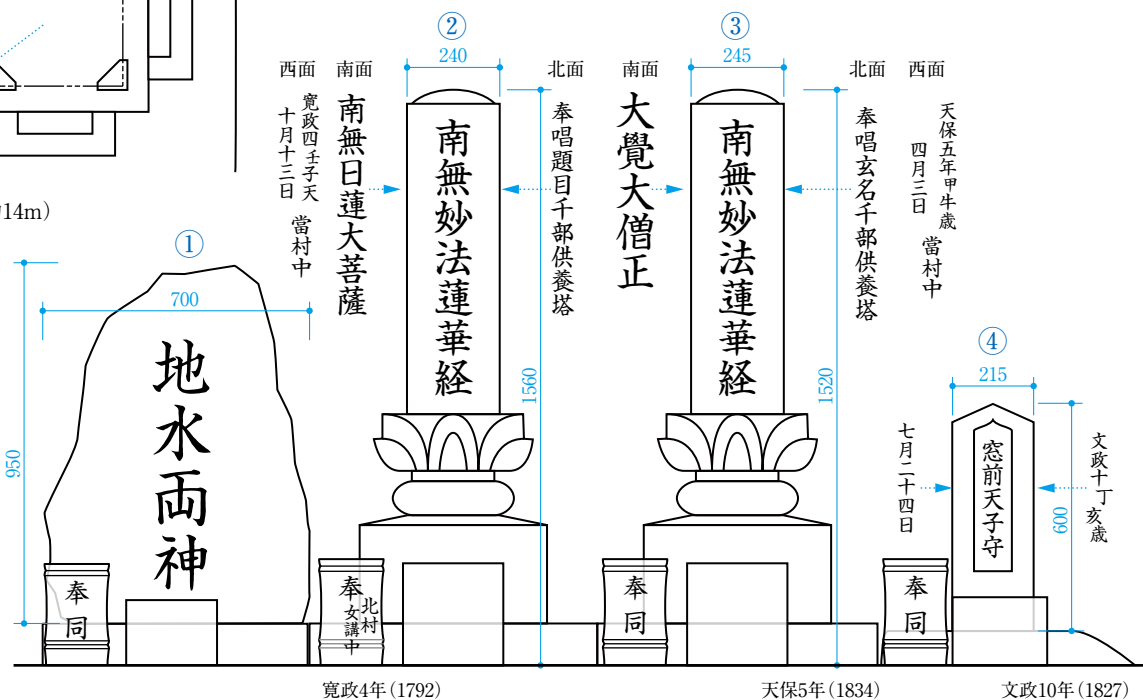 14m)
①
700
950
地水両神
奉同
②
240
西面
南面
北面
寛政四壬子天
十月十三日
當村中
南無日蓮大菩薩
南無妙法蓮華経
奉唱題目千部供養塔
1560
奉
北村
女講中
寛政4年(1792)
③
245
南面
北面
西面
大覺大僧正
南無妙法蓮華経
奉唱玄名千部供養塔
天保五年甲牛歳
四月三日
當村中
1520
奉同
天保5年(1834)
④
215
七月二十四日
窓前天子守
文政十丁亥歳
600
奉同
文政10年(1827)